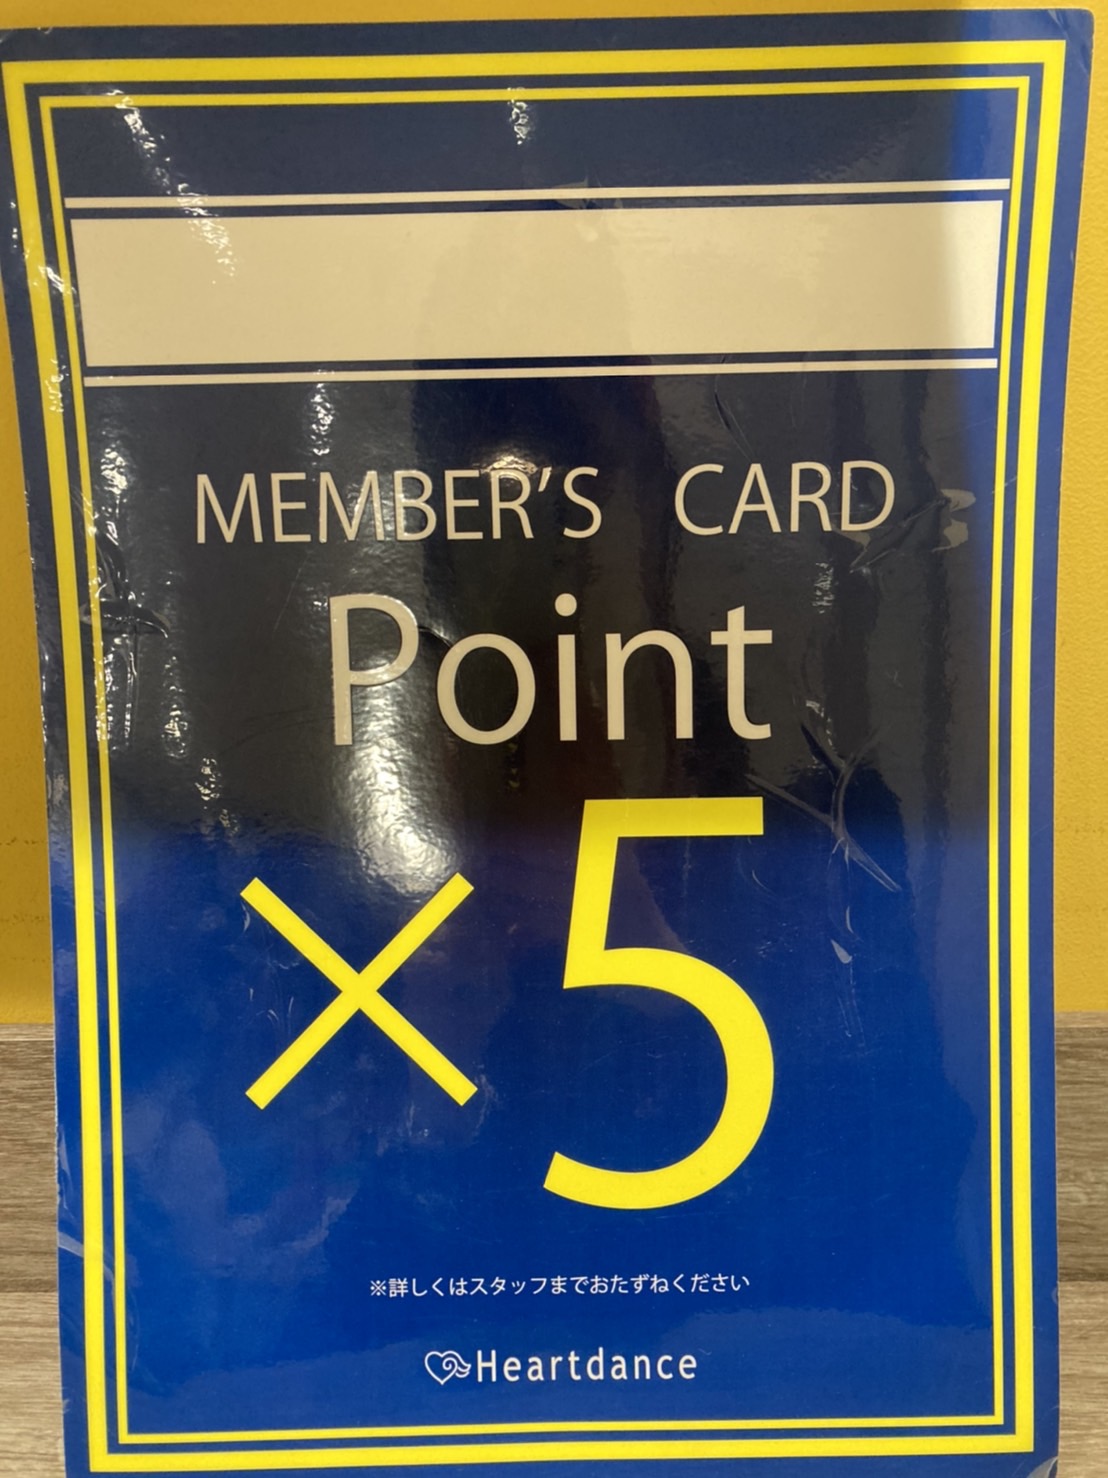 MEMBER'S CARD
Point
×5
※詳しくはスタッフまでおたずねください
Heartdance